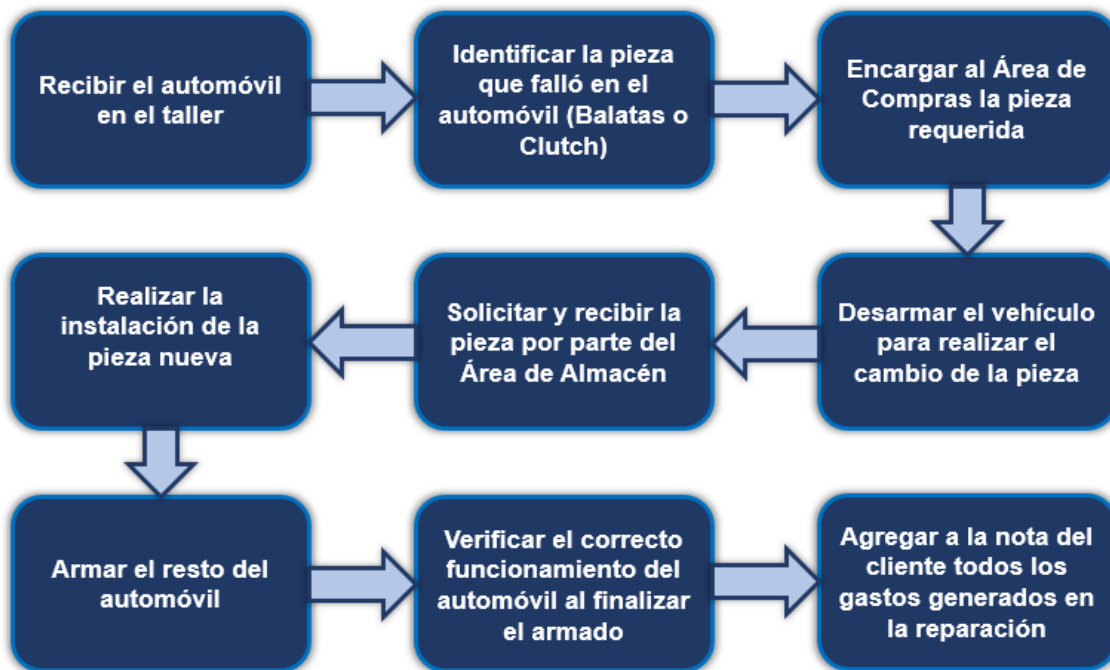 Recibir el automóvil
en el taller
Identificar la pieza
que falló en el
automóvil (Balatas o
Clutch)
Encargar al Área de
Compras la pieza
requerida
Desarmar el vehículo
para realizar el
cambio de la pieza
Solicitar y recibir la
pieza por parte del
Área de Almacén
Realizar la
instalación de la
pieza nueva
Armar el resto del
automóvil
Verificar el correcto
funcionamiento del
automóvil al finalizar
el armado
Agregar a la nota del
cliente todos los
gastos generados en
la reparación